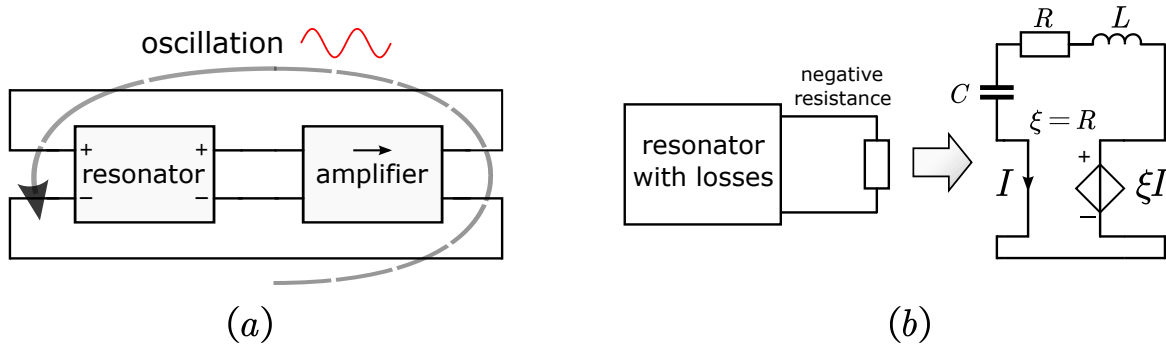 oscillation
+ + 
resonator
− −
amplifier
(a)
negative
resistance
resonator
with losses
R
L
C
ξ = R
I
+
−
ξI
(b)